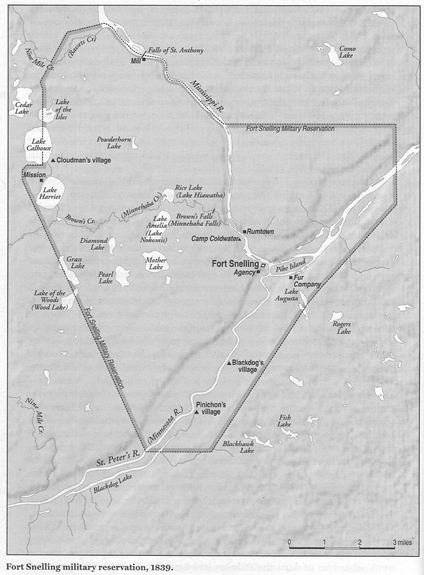 Nine Mile Cr.
(Bassets Cr.)
Falls of St. Anthony
Mill
Mississippi R.
Como
Lake
Cedar
Lake
Lake
of the
Isles
Fort Snelling Military Reservation
Powderhorn
Lake
Lake
Calhoun
Cloudman's village
Mission
Lake
Harriet
Rice Lake
(Lake Hiawatha)
(Minnehaha Cr.)
Brown's Cr.
Lake
Amelia
(Lake
Nokomis)
Brown's Falls
(Minnehaha Falls)
Rumtown
Camp Coldwater
Diamond
Lake
Mother
Lake
Fort Snelling
Agency
Pike Island
Grass
Lake
Pearl
Lake
Fur
Company
Lake
Augusta
Lake of the
Woods
(Wood Lake)
Rogers
Lake
Fort Snelling Military Reservation
Blackdog's
village
Nine Mile Cr.
Pinichon's
village
(Minnesota R.)
St. Peter's R.
Fish
Lake
Blackhawk
Lake
Blackdog Lake
0 1 2 3 miles
Fort Snelling military reservation, 1839.